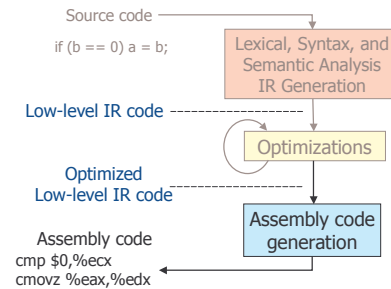 Source code
if (b == 0) a = b;
Lexical, Syntax, and
Semantic Analysis
IR Generation
Low-level IR code
Optimizations
Optimized
Low-level IR code
Assembly code
generation
Assembly code
cmp $0,%ecx
cmovz %eax,%edx